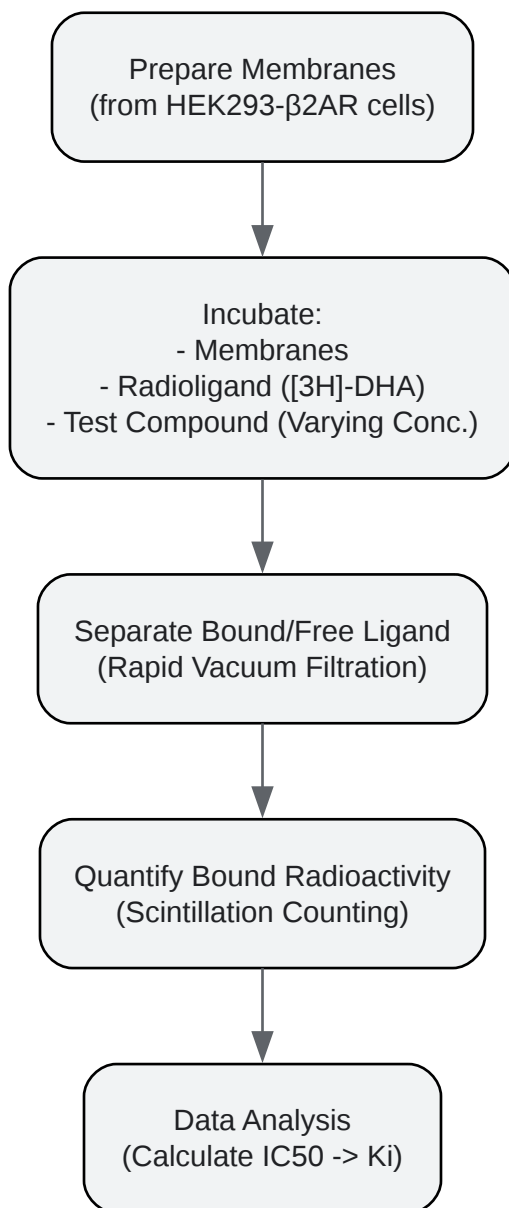 Prepare Membranes
(from HEK293-β2AR cells)
Incubate:
- Membranes
- Radioligand ([3H]-DHA)
- Test Compound (Varying Conc.)
Separate Bound/Free Ligand
(Rapid Vacuum Filtration)
Quantify Bound Radioactivity
(Scintillation Counting)
Data Analysis
(Calculate IC50 -> Ki)